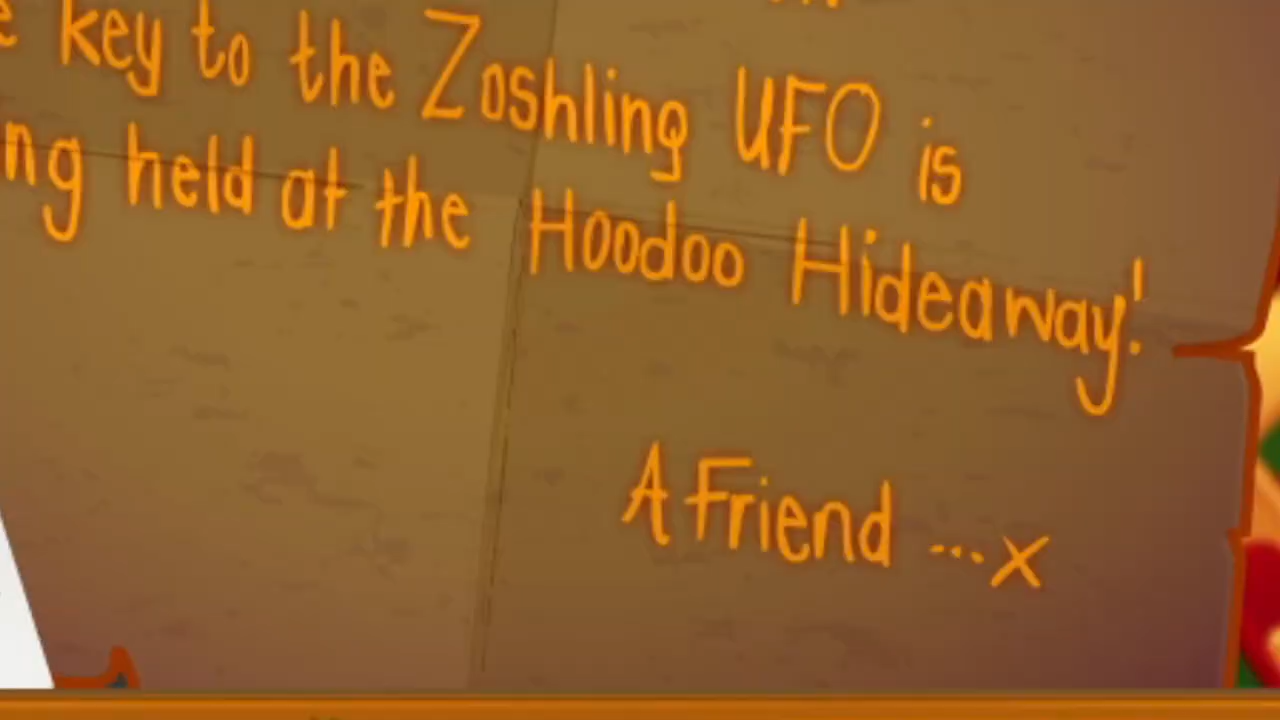 key to the Zoshling UFO is
held at the Hoodoo Hideaway!
A Friend ...x